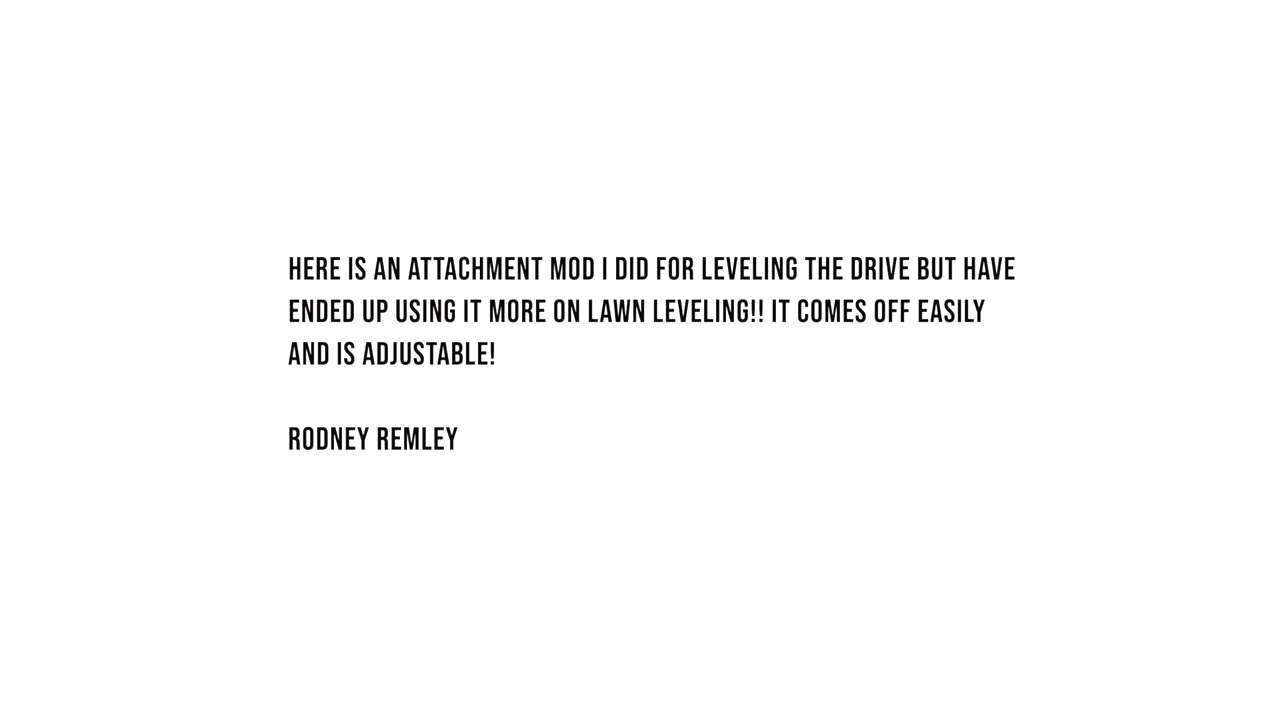 HERE IS AN ATTACHMENT MOD I DID FOR LEVELING THE DRIVE BUT HAVE
ENDED UP USING IT MORE ON LAWN LEVELING!! IT COMES OFF EASILY
AND IS ADJUSTABLE!
RODNEY REMLEY